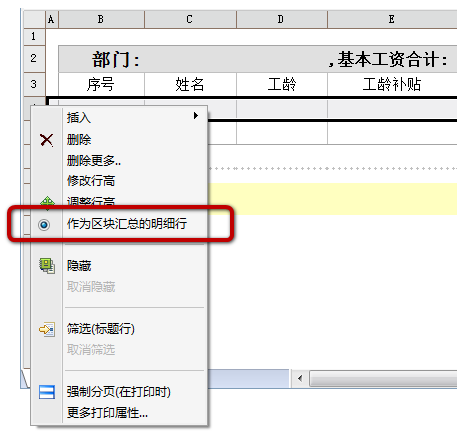 A B C D E
1
2 部门: ,基本工资合计:
3 序号 姓名 工龄 工龄补贴
插入
删除
删除更多..
修改行高
调整行高
作为区块汇总的明细行
隐藏
取消隐藏
筛选(标题行)
取消筛选
强制分页(在打印时)
更多打印属性...